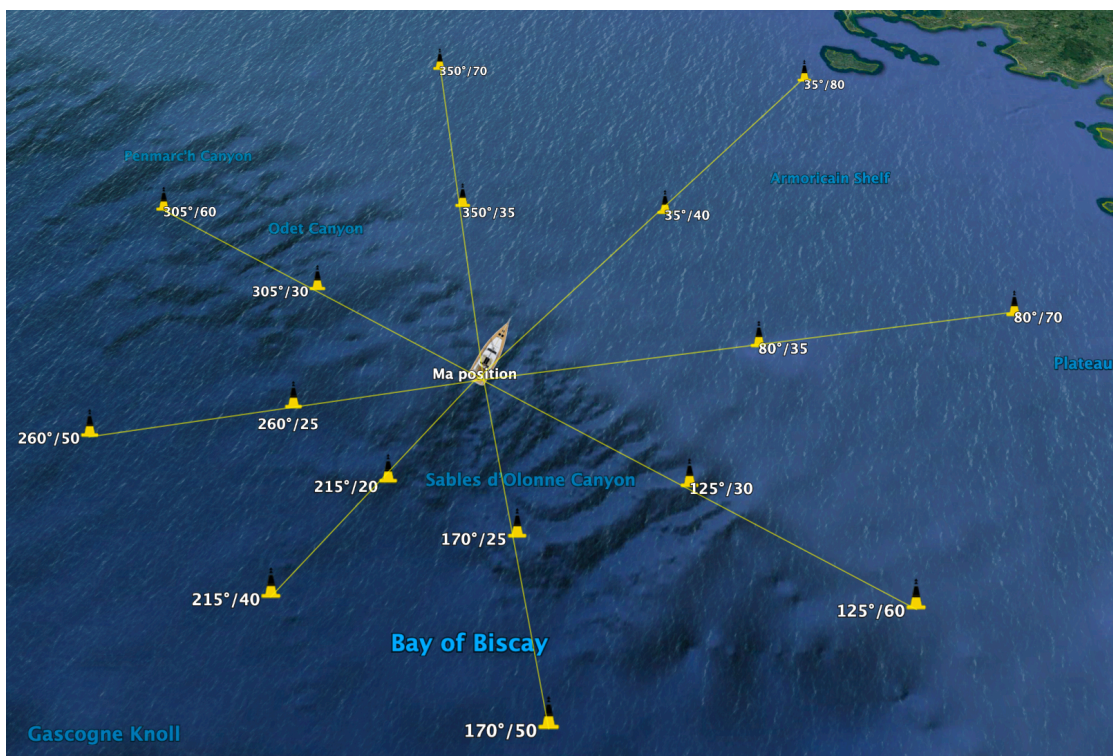 350°/70
35°/80
Penmarc'h Canyon
Armoricain Shelf
305°/60
350°/35
35°/40
Odet Canyon
305°/30
80°/70
80°/35
Plateau
Ma position
260°/25
260°/50
215°/20
Sables d'Olonne Canyon
125°/30
170°/25
215°/40
125°/60
Bay of Biscay
170°/50
Gascogne Knoll